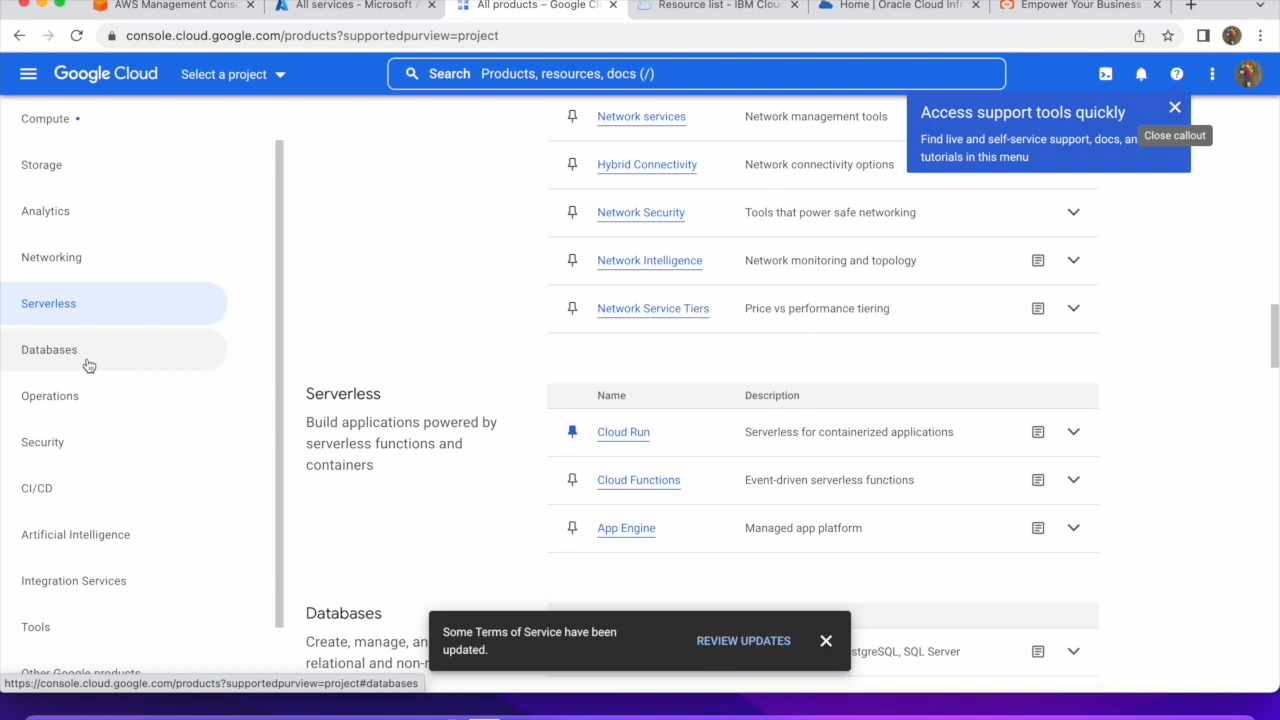 AWS Management Conso
All services - Microsoft A
All products – Google Cl
Resource list - IBM Cloud
Home | Oracle Cloud Infr
Empower Your Business
console.cloud.google.com/products?supportedpurview=project
Google Cloud
Select a project
Search Products, resources, docs (/)
Access support tools quickly
Close callout
Find live and self-service support, docs, an
tutorials in this menu
Compute
Storage
Analytics
Networking
Serverless
Databases
Operations
Security
CI/CD
Artificial Intelligence
Integration Services
Tools
Other Google products
Network services Network management tools
Hybrid Connectivity Network connectivity options
Network Security Tools that power safe networking
Network Intelligence Network monitoring and topology
Network Service Tiers Price vs performance tiering
Serverless
Build applications powered by
serverless functions and
containers
Name Description
Cloud Run Serverless for containerized applications
Cloud Functions Event-driven serverless functions
App Engine Managed app platform
Databases
Create, manage, an
relational and non-r
stgreSQL, SQL Server
Some Terms of Service have been
updated.
REVIEW UPDATES
https://console.cloud.google.com/products?supportedpurview=project#databases